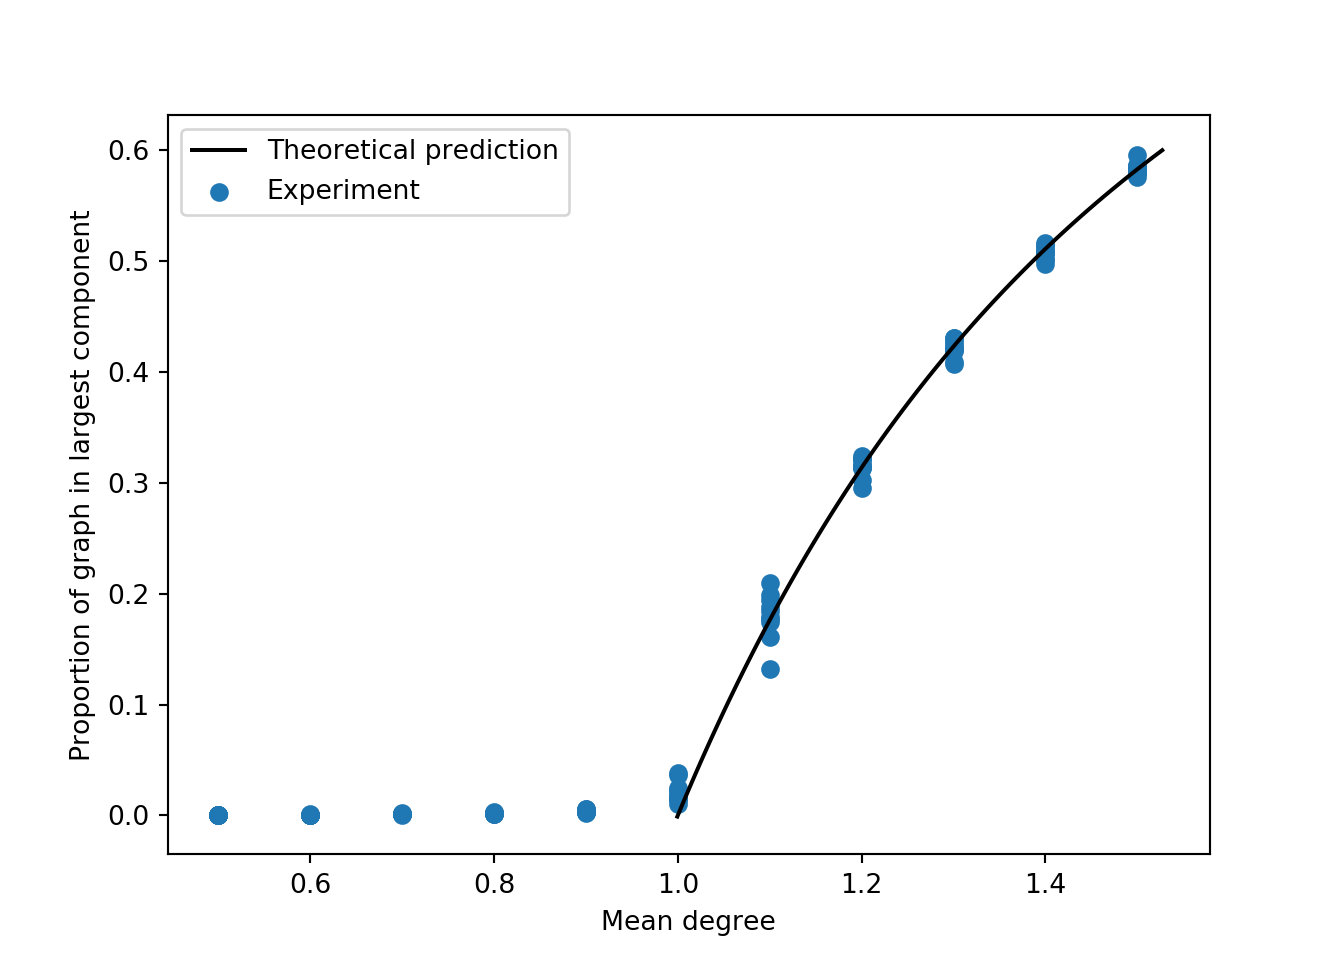 Theoretical prediction
Experiment
Proportion of graph in largest component
0.6
0.5
0.4
0.3
0.2
0.1
0.0
0.6 0.8 1.0 1.2 1.4
Mean degree